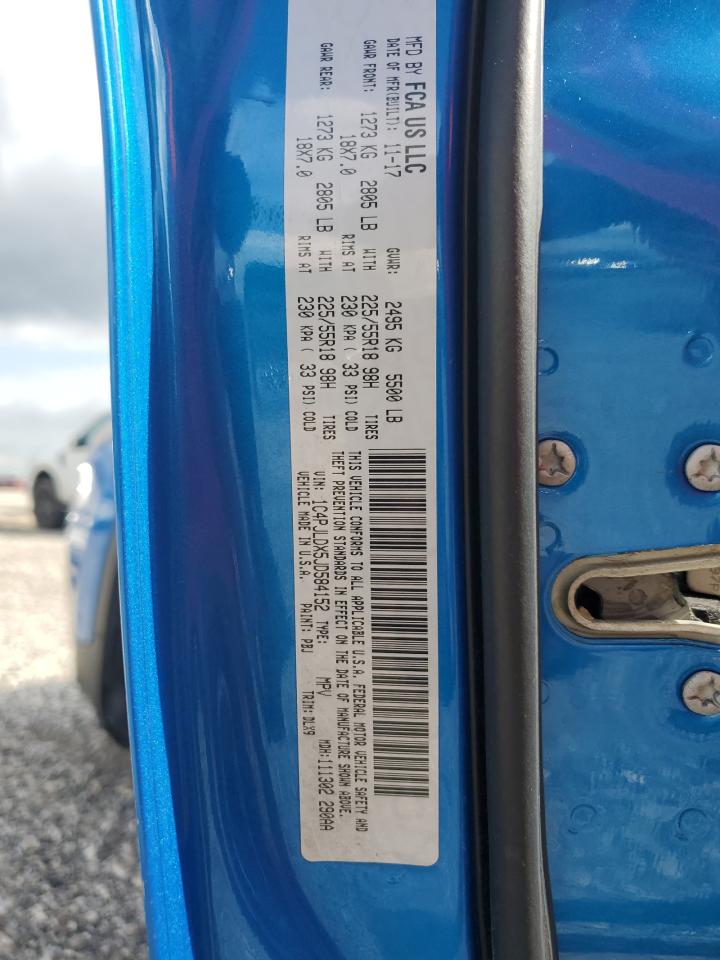 MFD BY FCA US LLC
DATE OF MFR(BUILT): 11-17 GVWR: 2495 KG 5500 LB
GAWR FRONT: 1273 KG 2805 LB WITH 225/55R18 98H TIRES
18X7.0 RIMS AT 230 KPA ( 33 PSI) COLD
GAWR REAR: 1273 KG 2805 LB WITH 225/55R18 98H TIRES
18X7.0 RIMS AT 230 KPA ( 33 PSI) COLD
THIS VEHICLE CONFORMS TO ALL APPLICABLE U.S.A. FEDERAL MOTOR VEHICLE SAFETY AND
THEFT PREVENTION STANDARDS IN EFFECT ON THE DATE OF MANUFACTURE SHOWN ABOVE.
VIN: 1C4PJLDX5JD584152 TYPE: MPV MDH: 111302 290AA
VEHICLE MADE IN U.S.A. PAINT: PBJ TRIM: DLX9